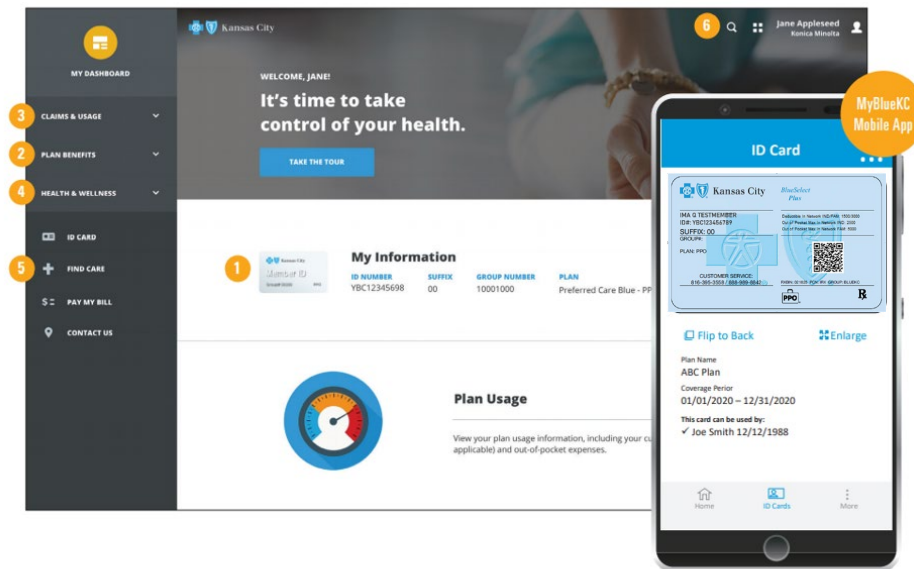 MY DASHBOARD
3
CLAIMS & USAGE
2
PLAN BENEFITS
4
HEALTH & WELLNESS
ID CARD
5
FIND CARE
PAY MY BILL
CONTACT US
Kansas City
6
Jane Appleseed
Konica Minolta
WELCOME, JANE!
It's time to take
control of your health.
TAKE THE TOUR
1
Kansas City
Member ID
My Information
ID NUMBER SUFFIX GROUP NUMBER PLAN
YBC12345698 00 10001000 Preferred Care Blue - PP
Plan Usage
View your plan usage information, including your cu
applicable) and out-of-pocket expenses.
MyBlueKC
Mobile App
ID Card
Kansas City
BlueSelect
Plus
IMA G TESTMEMBER
ID#: YBC123456789
SUFFIX: 00
GROUP#:
PLAN: PPO
CUSTOMER SERVICE:
PPO
Rx
Flip to Back
Enlarge
Plan Name
ABC Plan
Coverage Perior
01/01/2020 – 12/31/2020
This card can be used by:
✓ Joe Smith 12/12/1988
Home
ID Cards
More